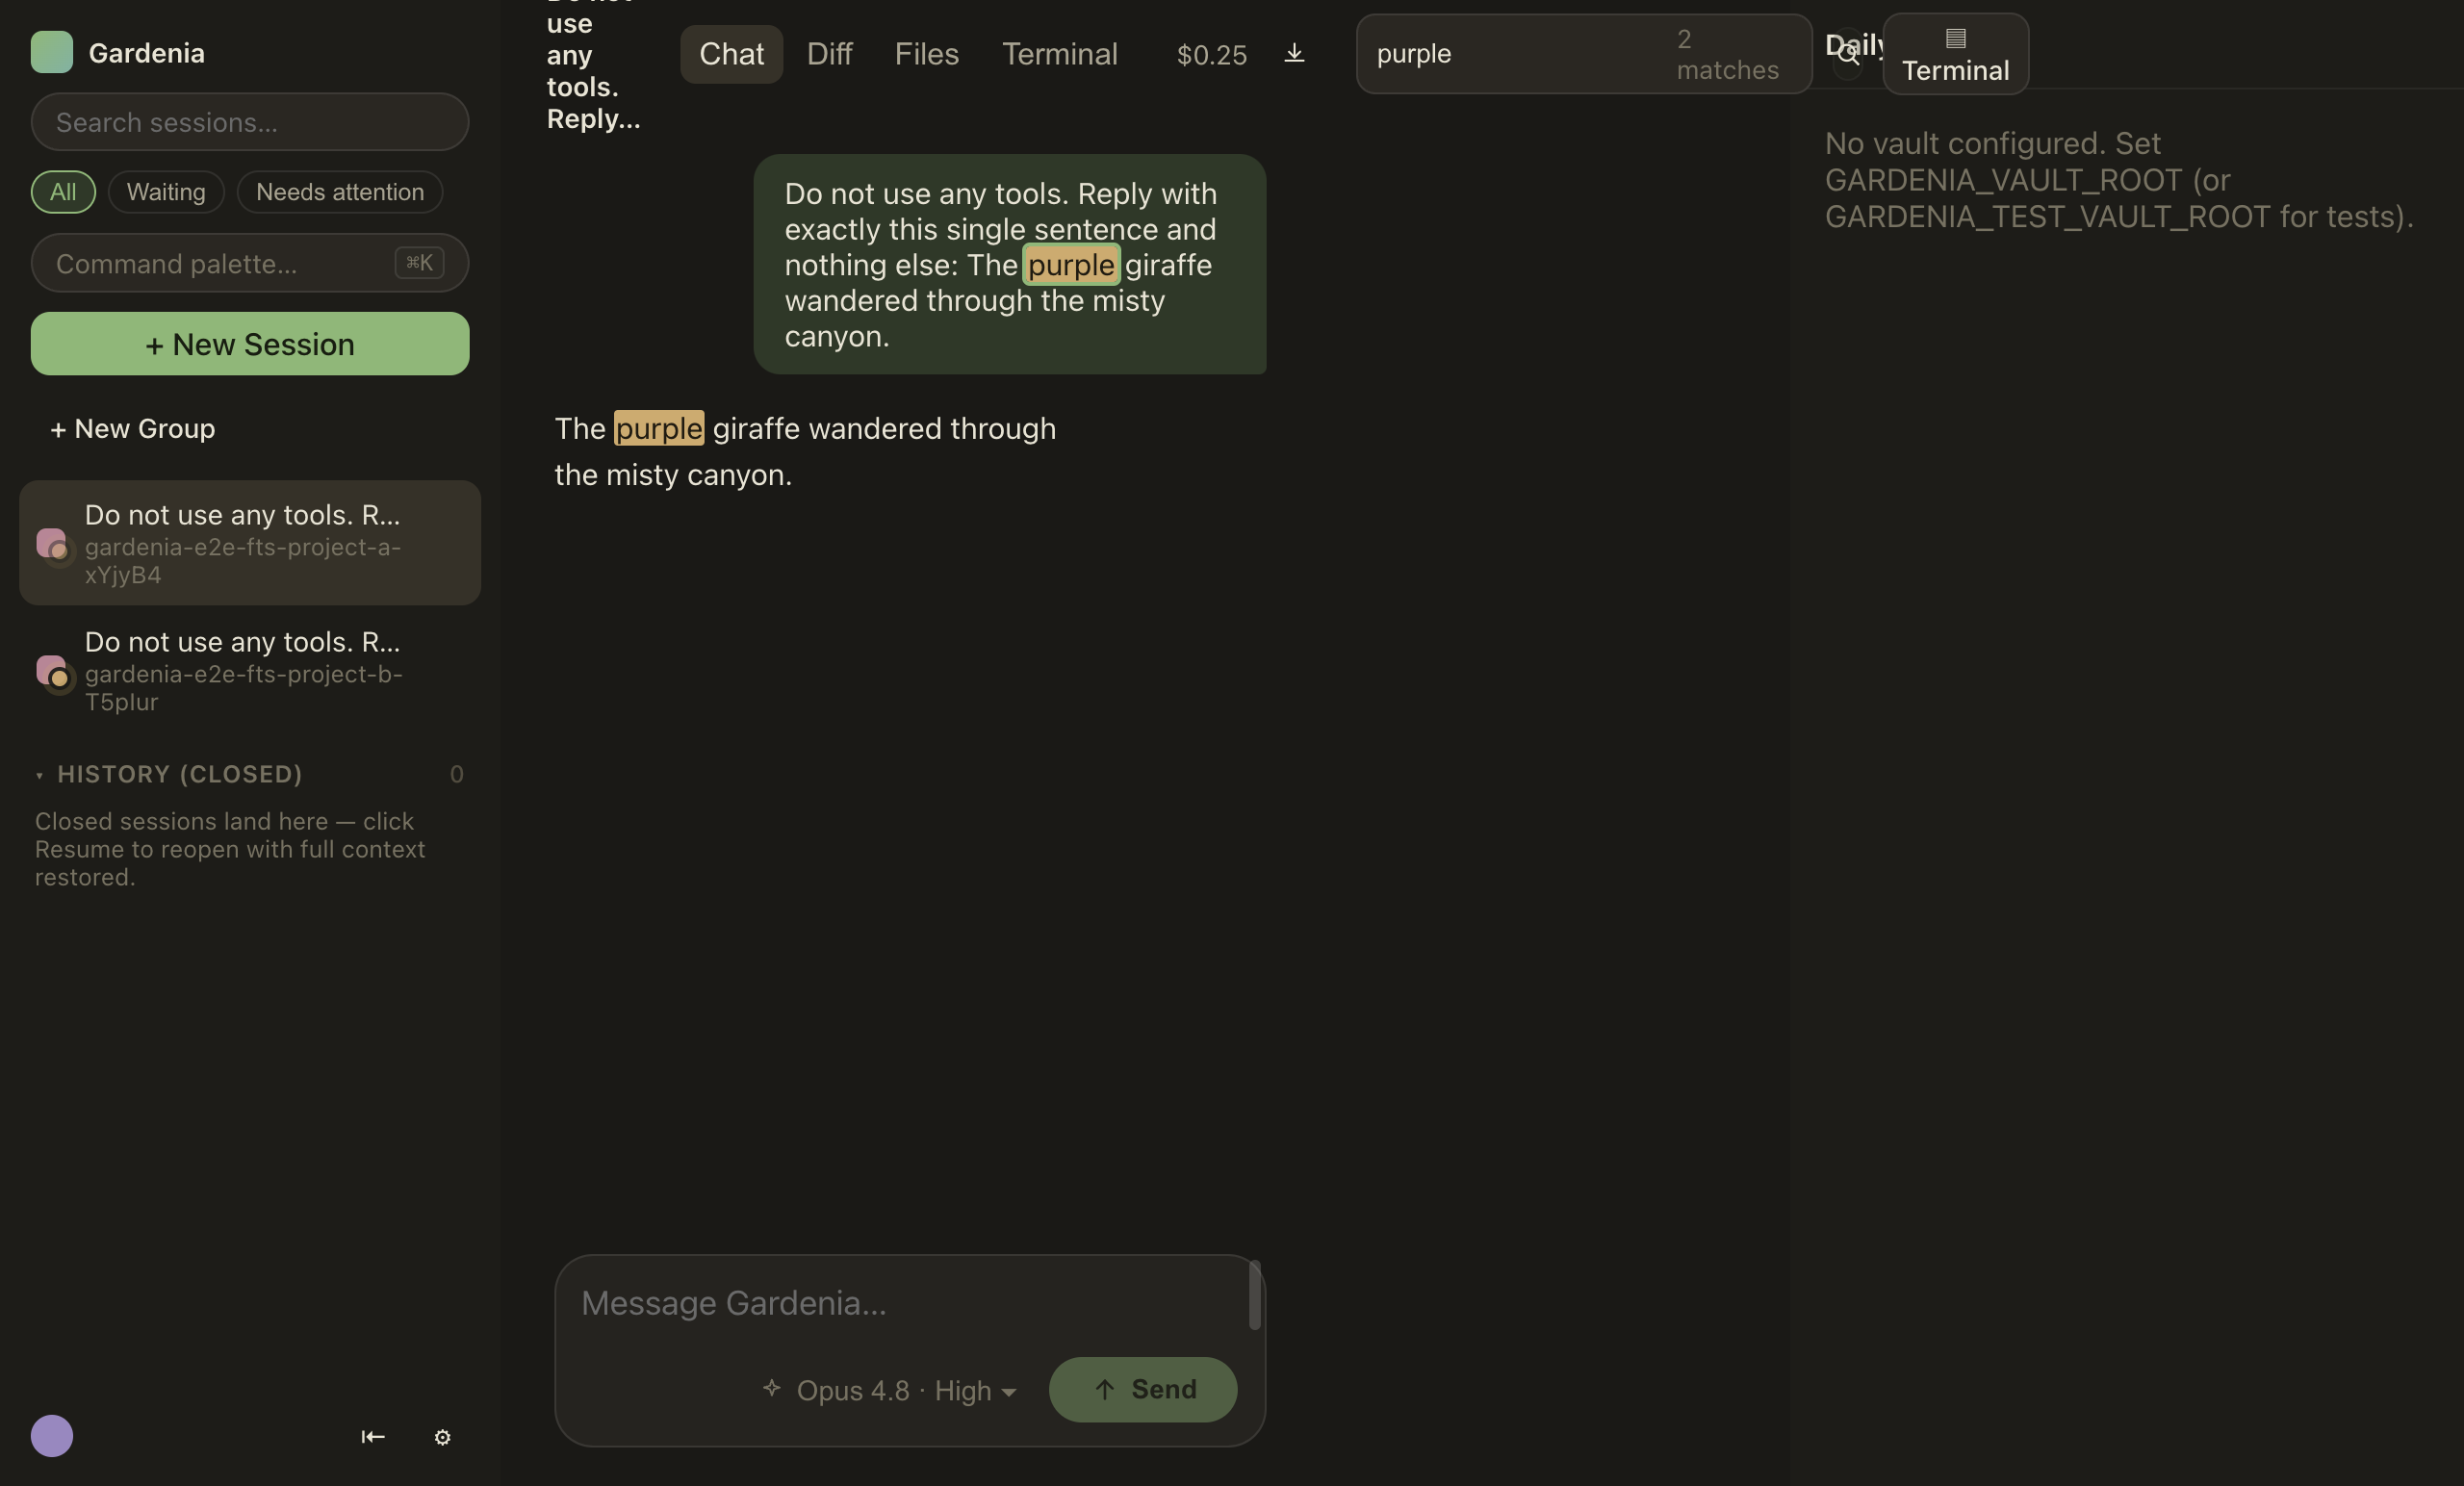 Gardenia
Search sessions...
All
Waiting
Needs attention
Command palette...
⌘K
+ New Session
+ New Group
Do not use any tools. R...
gardenia-e2e-fts-project-a-
xYjyB4
Do not use any tools. R...
gardenia-e2e-fts-project-b-
T5plur
HISTORY (CLOSED)
0
Closed sessions land here — click
Resume to reopen with full context
restored.
use
any
tools.
Reply...
Chat
Diff
Files
Terminal
$0.25
purple
2
matches
Daily
Terminal
Do not use any tools. Reply with
exactly this single sentence and
nothing else: The purple giraffe
wandered through the misty
canyon.
The purple giraffe wandered through
the misty canyon.
Message Gardenia...
Opus 4.8 · High
Send
No vault configured. Set
GARDENIA_VAULT_ROOT (or
GARDENIA_TEST_VAULT_ROOT for tests).